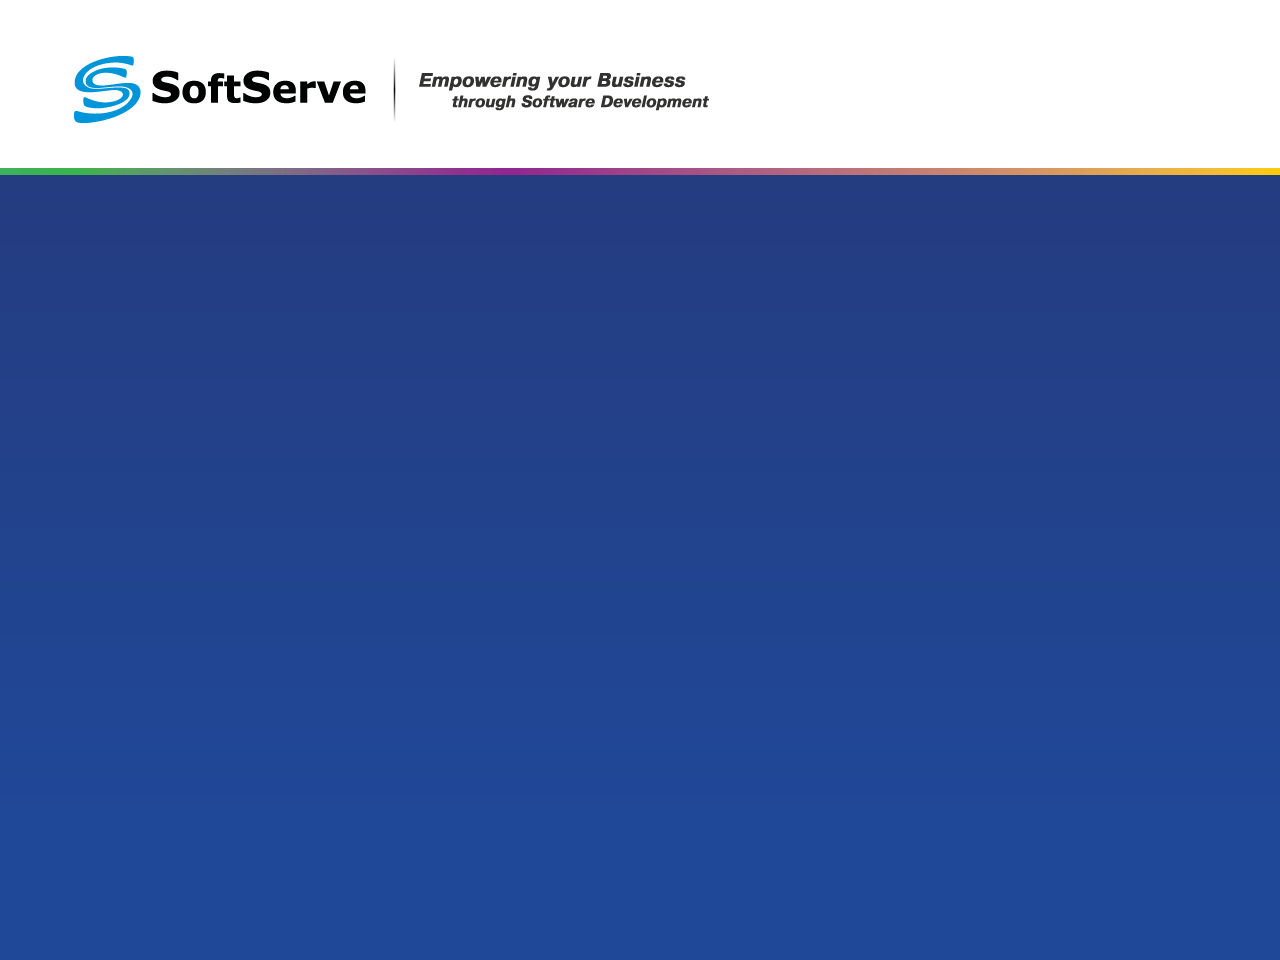 SoftServe
Empowering your Business
through Software Development